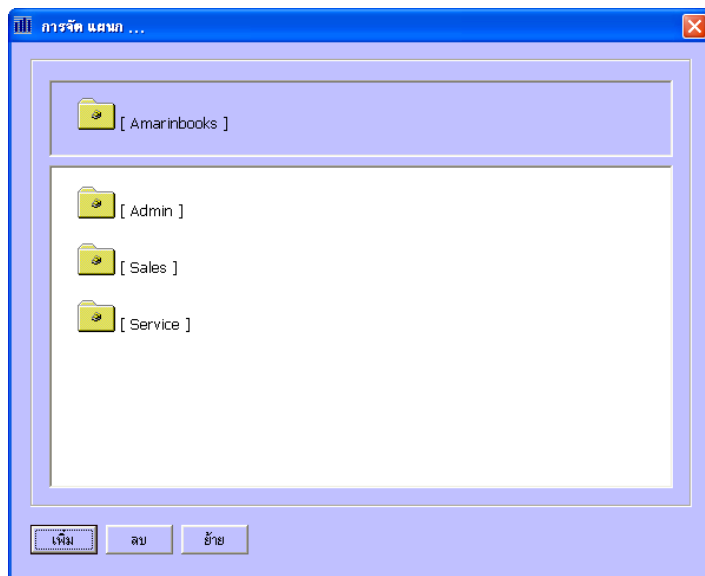 การจัด แผนก ...
[ Amarinbooks ]
[ Admin ]
[ Sales ]
[ Service ]
เพิ่ม ลบ ย้าย